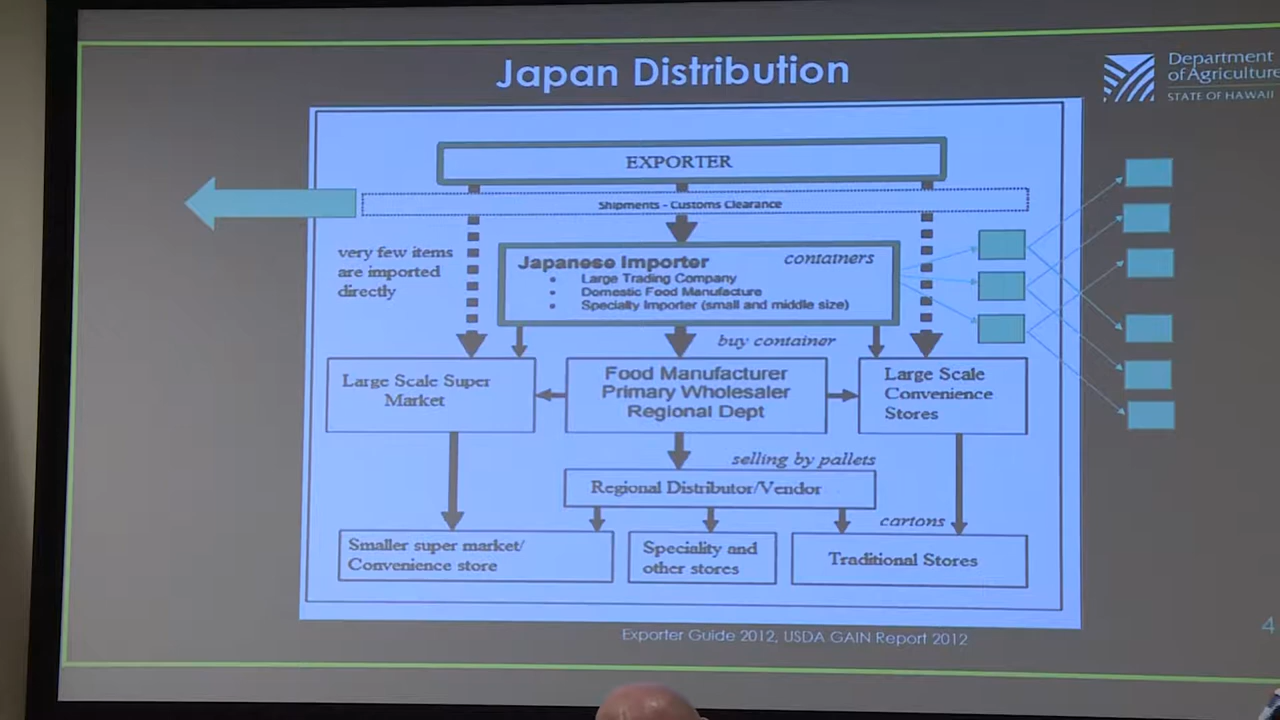 Japan Distribution
Department
of Agriculture
STATE OF HAWAII
EXPORTER
Shipments - Customs Clearance
very few items
are imported
directly
Japanese Importer
containers
• Large Trading Company
• Domestic Food Manufacture
• Specialty Importer (small and middle size)
buy container
Large Scale Super
Market
Food Manufacturer
Primary Wholesaler
Regional Dept
Large Scale
Convenience
Stores
selling by pallets
Regional Distributor/Vendor
cartons
Smaller super market/
Convenience store
Speciality and
other stores
Traditional Stores
Exporter Guide 2012, USDA GAIN Report 2012
4